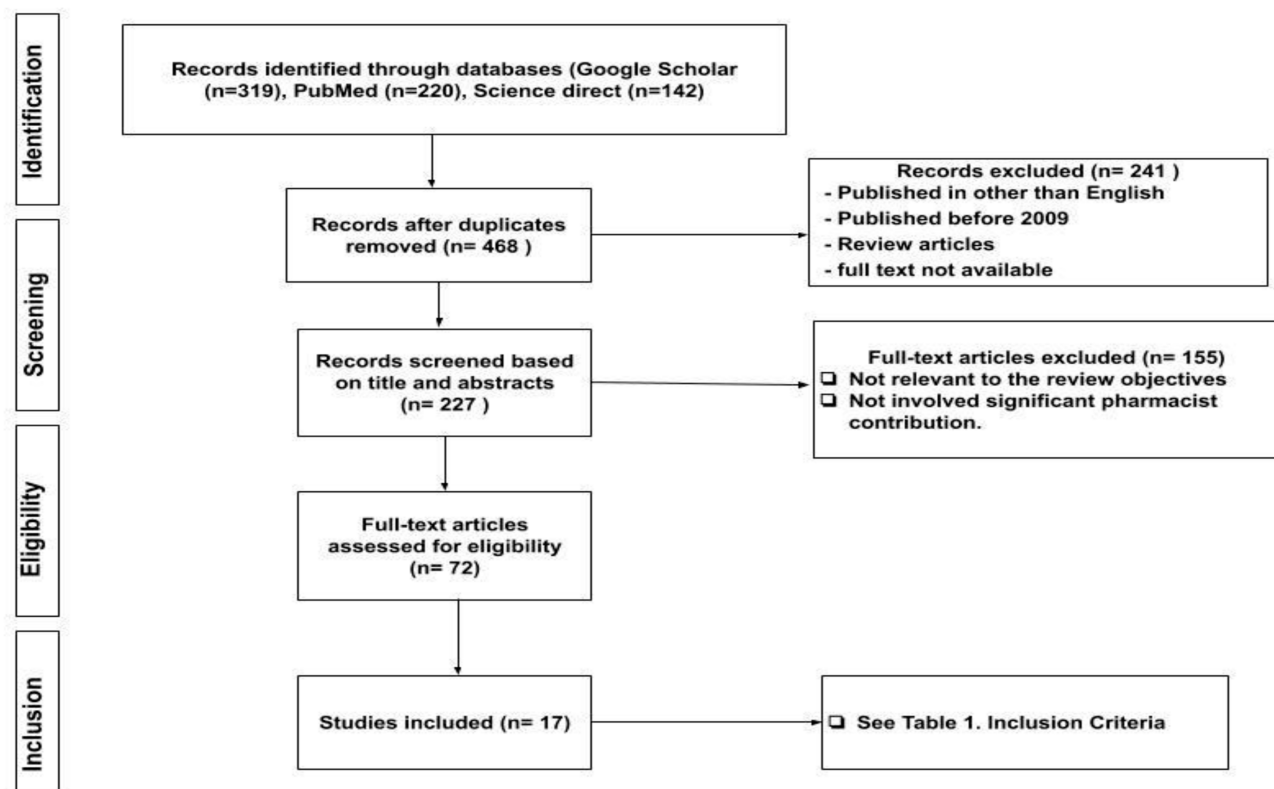 Identification
Records identified through databases (Google Scholar
(n=319), PubMed (n=220), Science direct (n=142)
Records after duplicates
removed (n= 468 )
Records excluded (n= 241 )
- Published in other than English
- Published before 2009
- Review articles
- full text not available
Screening
Records screened based
on title and abstracts
(n= 227 )
Full-text articles excluded (n= 155)
❑ Not relevant to the review objectives
❑ Not involved significant pharmacist
contribution.
Eligibility
Full-text articles
assessed for eligibility
(n= 72)
Inclusion
Studies included (n= 17)
❑ See Table 1. Inclusion Criteria